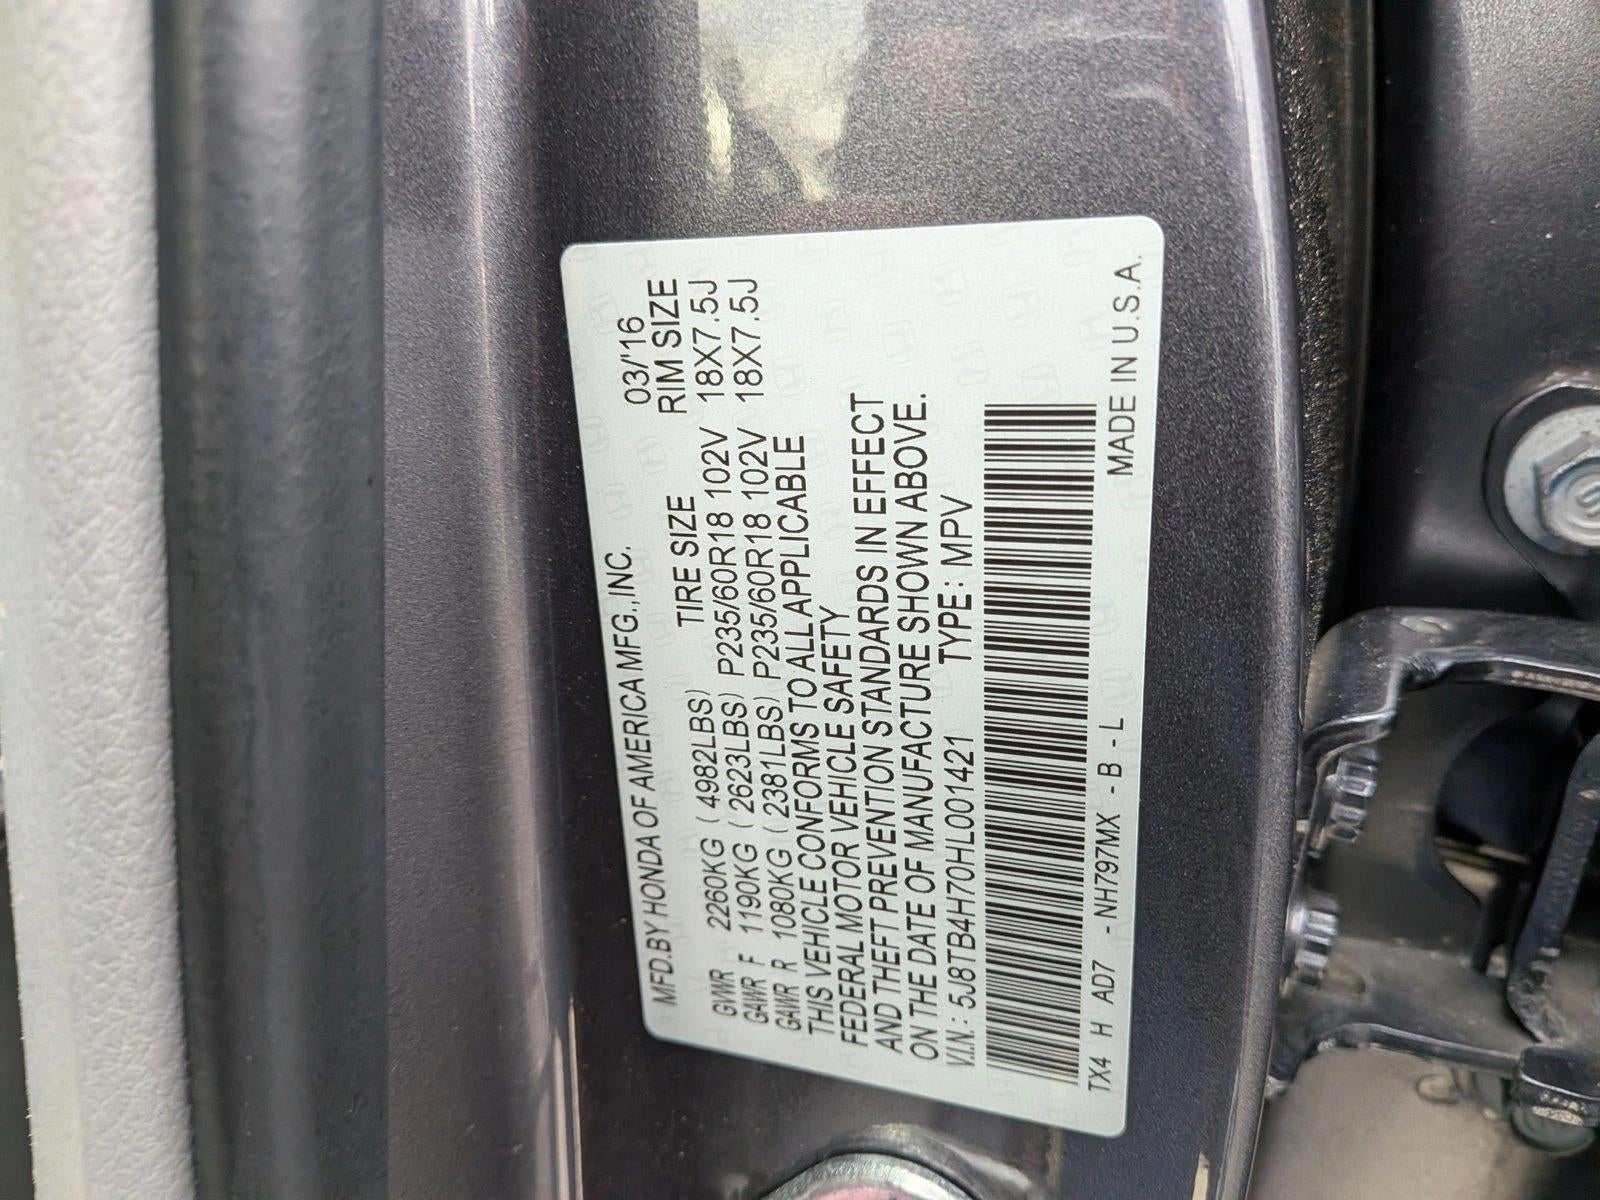 MFD.BY HONDA OF AMERICA MFG.,INC. 03/'16
TIRE SIZE RIM SIZE
GVWR 2260KG ( 4982LBS)
GAWR F 1190KG ( 2623LBS) P235/60R18 102V 18X7.5J
GAWR R 1080KG ( 2381LBS) P235/60R18 102V 18X7.5J
THIS VEHICLE CONFORMS TO ALL APPLICABLE
FEDERAL MOTOR VEHICLE SAFETY
AND THEFT PREVENTION STANDARDS IN EFFECT
ON THE DATE OF MANUFACTURE SHOWN ABOVE.
V.I.N.: 5J8TB4H70HL001421 TYPE: MPV
TX4 H AD7 - NH797MX - B - L MADE IN U.S.A.